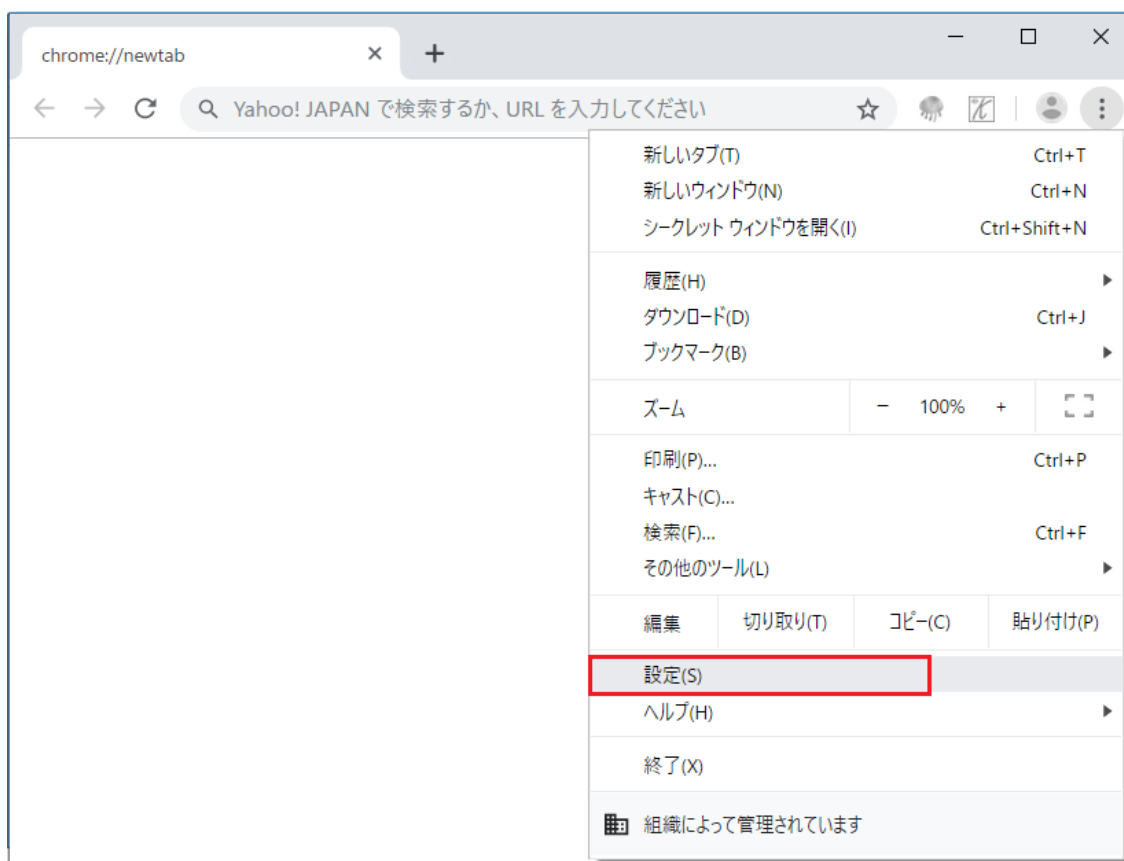 chrome://newtab
Yahoo! JAPAN で検索するか、URL を入力してください
新しいタブ(T) Ctrl+T
新しいウィンドウ(N) Ctrl+N
シークレット ウィンドウを開く(I) Ctrl+Shift+N
履歴(H)
ダウンロード(D) Ctrl+J
ブックマーク(B)
ズーム − 100% +
印刷(P)... Ctrl+P
キャスト(C)...
検索(F)... Ctrl+F
その他のツール(L)
編集 切り取り(T) コピー(C) 貼り付け(P)
設定(S)
ヘルプ(H)
終了(X)
組織によって管理されています